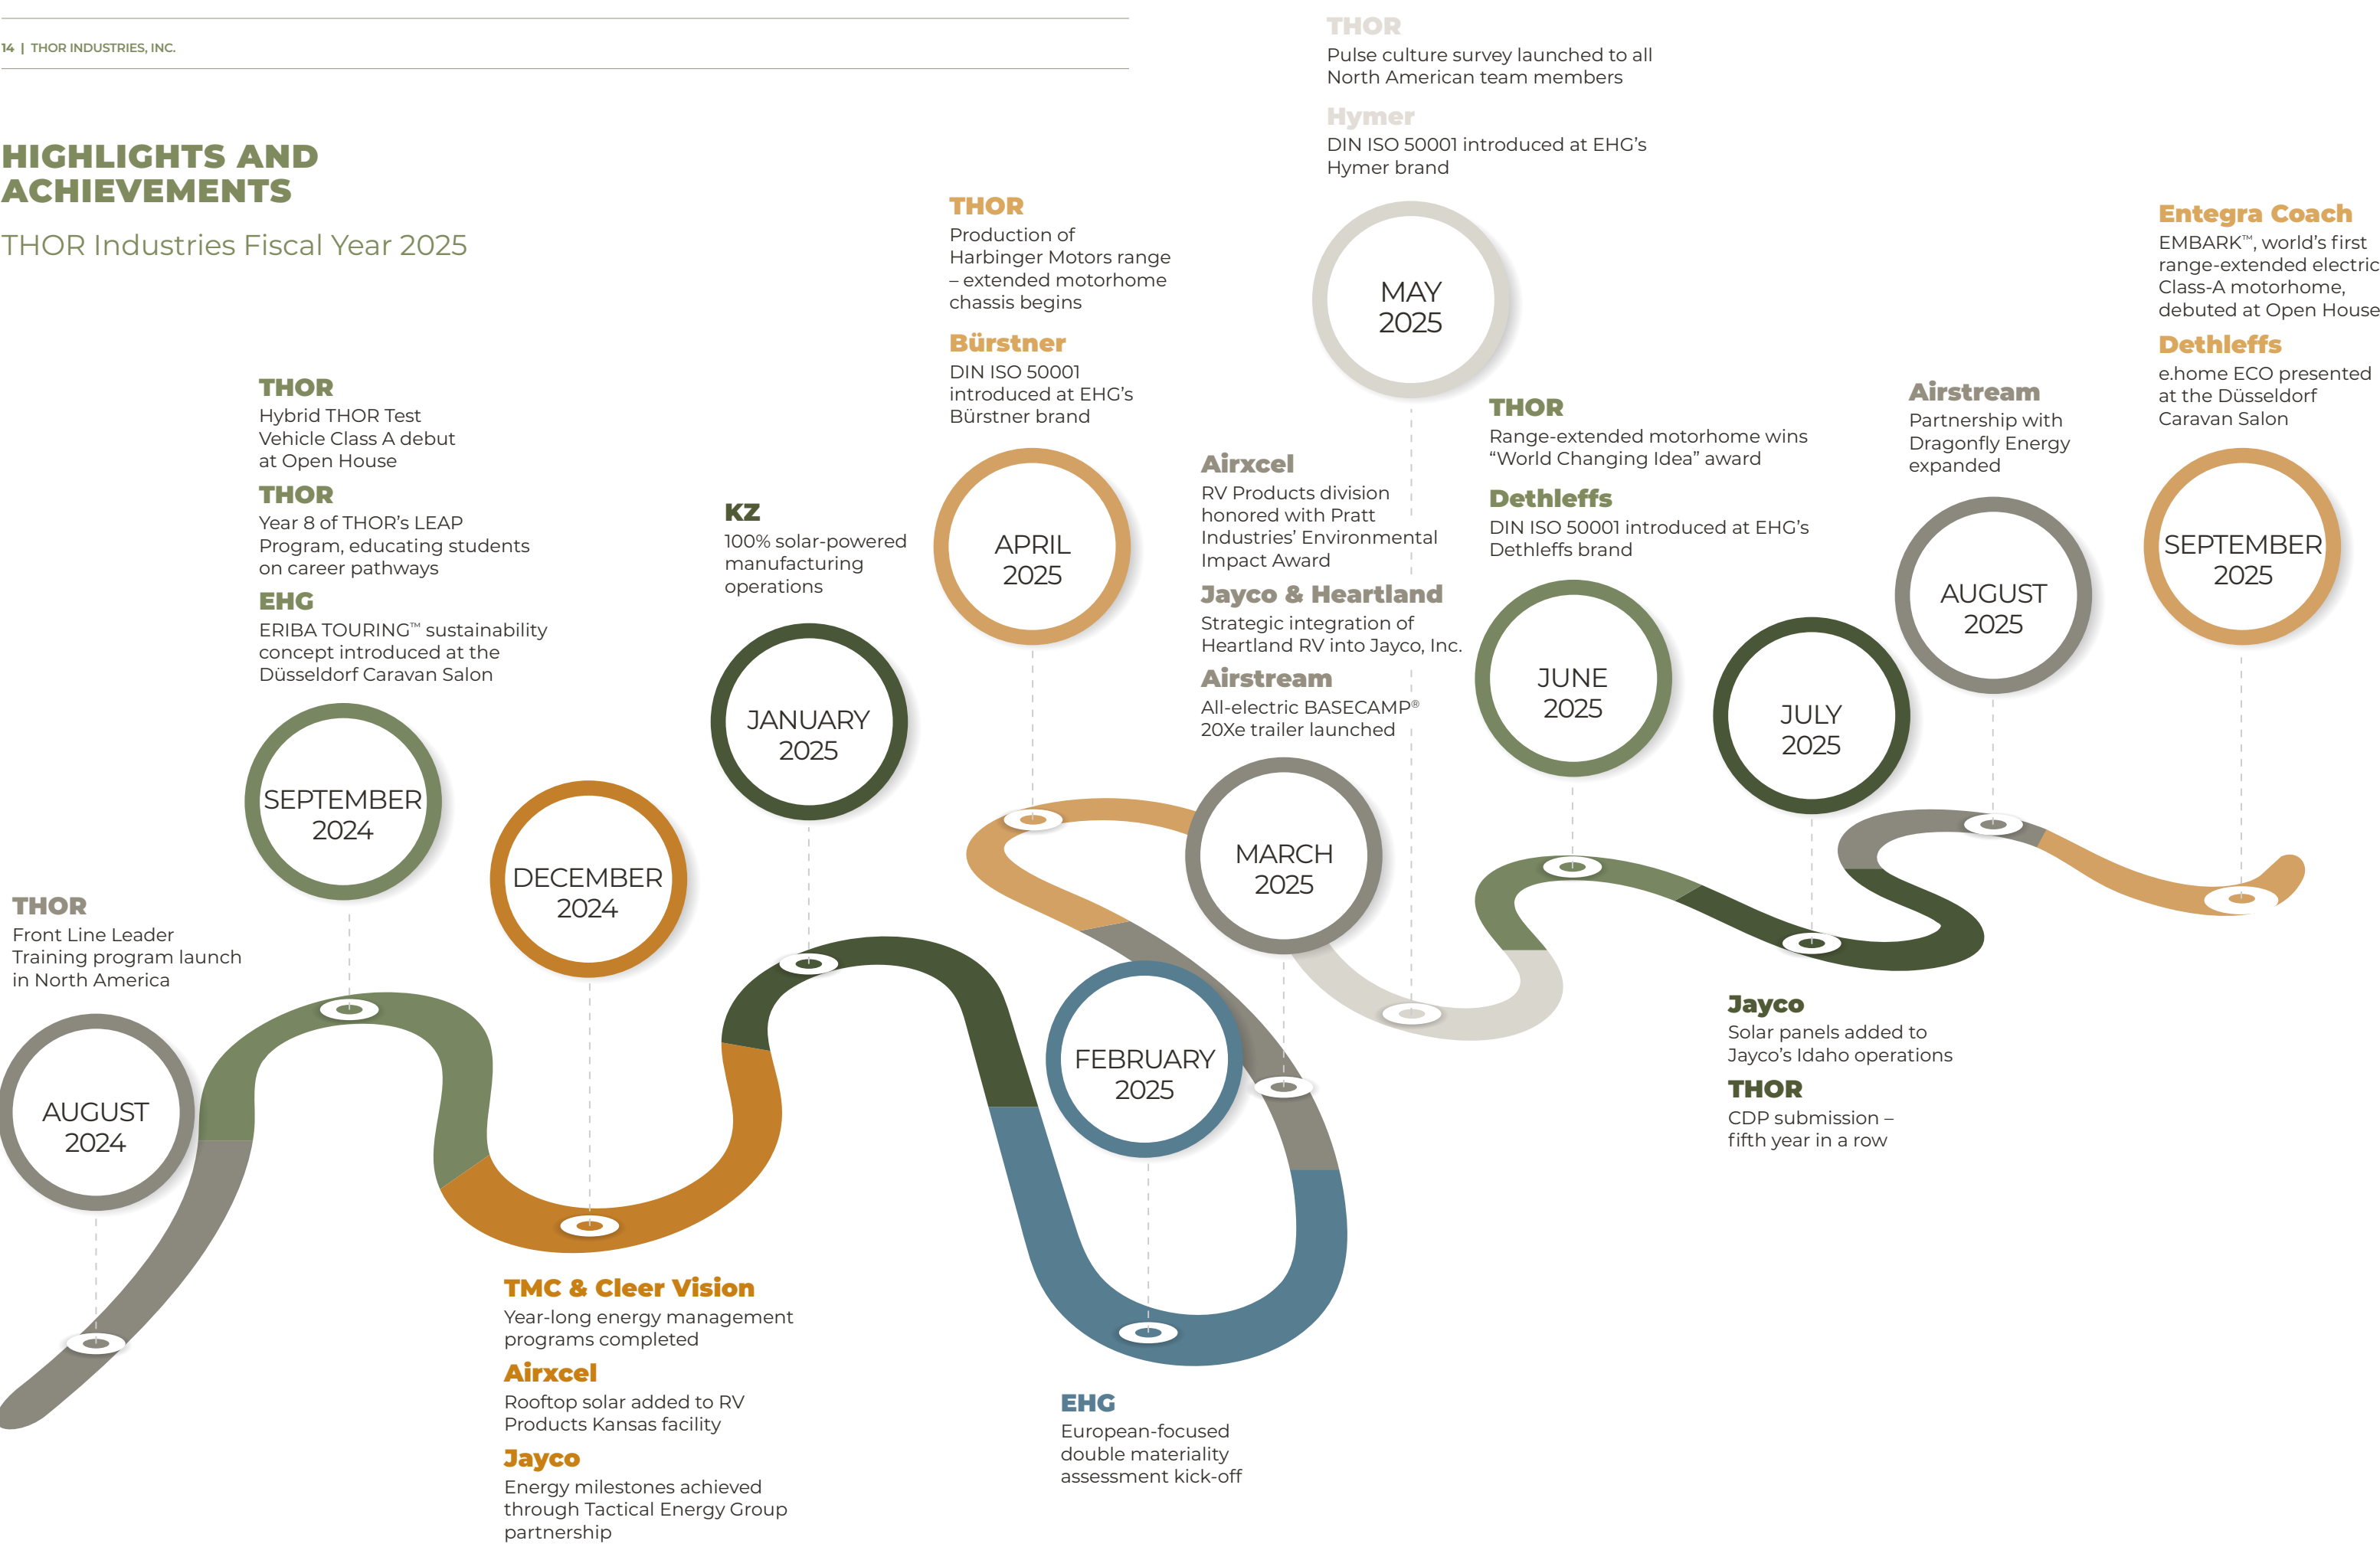 14 | THOR INDUSTRIES, INC.
HIGHLIGHTS AND
ACHIEVEMENTS
THOR Industries Fiscal Year 2025
THOR
Front Line Leader
Training program launch
in North America
AUGUST
2024
THOR
Hybrid THOR Test
Vehicle Class A debut
at Open House
THOR
Year 8 of THOR’s LEAP
Program, educating students
on career pathways
EHG
ERIBA TOURING™ sustainability
concept introduced at the
Düsseldorf Caravan Salon
SEPTEMBER
2024
DECEMBER
2024
TMC & Cleer Vision
Year-long energy management
programs completed
Airxcel
Rooftop solar added to RV
Products Kansas facility
Jayco
Energy milestones achieved
through Tactical Energy Group
partnership
KZ
100% solar-powered
manufacturing
operations
JANUARY
2025
FEBRUARY
2025
EHG
European-focused
double materiality
assessment kick-off
Airxcel
RV Products division
honored with Pratt
Industries’ Environmental
Impact Award
Jayco & Heartland
Strategic integration of
Heartland RV into Jayco, Inc.
Airstream
All-electric BASECAMP®
20Xe trailer launched
MARCH
2025
THOR
Production of
Harbinger Motors range
– extended motorhome
chassis begins
Bürstner
DIN ISO 50001
introduced at EHG’s
Bürstner brand
APRIL
2025
THOR
Pulse culture survey launched to all
North American team members
Hymer
DIN ISO 50001 introduced at EHG’s
Hymer brand
MAY
2025
THOR
Range-extended motorhome wins
“World Changing Idea” award
Dethleffs
DIN ISO 50001 introduced at EHG’s
Dethleffs brand
JUNE
2025
JULY
2025
Jayco
Solar panels added to
Jayco’s Idaho operations
THOR
CDP submission –
fifth year in a row
Airstream
Partnership with
Dragonfly Energy
expanded
AUGUST
2025
Entegra Coach
EMBARK™, world’s first
range-extended electric
Class-A motorhome,
debuted at Open House
Dethleffs
e.home ECO presented
at the Düsseldorf
Caravan Salon
SEPTEMBER
2025